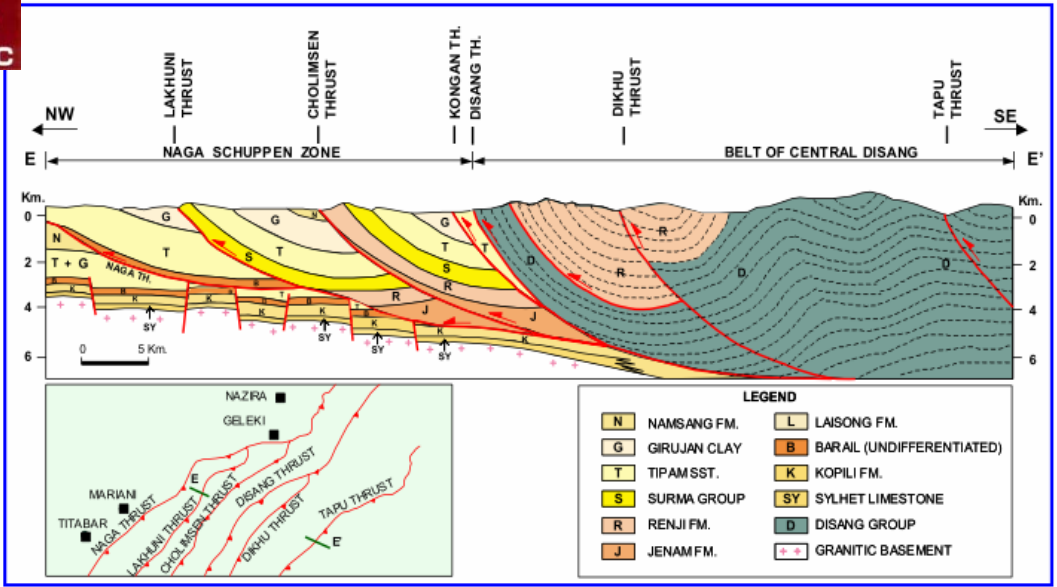 C
LAKHUNI
THRUST
CHOLIMSEN
THRUST
KONGAN TH.
DISANG TH.
DIKHU
THRUST
TAPU
THRUST
NW
SE
E
NAGA SCHUPPEN ZONE
BELT OF CENTRAL DISANG
E'
Km.
Km.
0
2
4
6
0
2
4
6
G
G
N
G
N
T
T
T
T
S
S
R
R
R
R
D
D
D
T + G
NAGA TH.
B
B
B
B
B
B
B
T
T
J
J
K
K
K
K
K
K
K
K
K
SY
SY
SY
SY
0 5 Km.
NAZIRA
GELEKI
MARIANI
TITABAR
E
E'
NAGA THRUST
LAKHUNI THRUST
CHOLIMSEN THRUST
DISANG THRUST
DIKHU THRUST
TAPU THRUST
LEGEND
N NAMSANG FM.
G GIRUJAN CLAY
T TIPAM SST.
S SURMA GROUP
R RENJI FM.
J JENAM FM.
L LAISONG FM.
B BARAIL (UNDIFFERENTIATED)
K KOPILI FM.
SY SYLHET LIMESTONE
D DISANG GROUP
GRANITIC BASEMENT